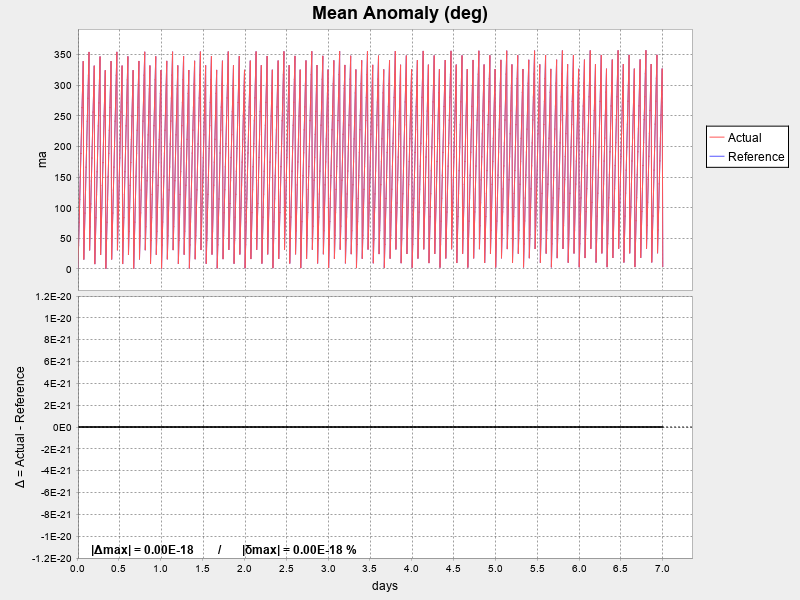 Mean Anomaly (deg)
350
300
250
200
150
100
50
0
ma
Actual
Reference
1.2E-20
1E-20
8E-21
6E-21
4E-21
2E-21
0E0
-2E-21
-4E-21
-6E-21
-8E-21
-1E-20
-1.2E-20
Δ = Actual - Reference
|Δmax| = 0.00E-18 / |δmax| = 0.00E-18 %
0.0 0.5 1.0 1.5 2.0 2.5 3.0 3.5 4.0 4.5 5.0 5.5 6.0 6.5 7.0
days